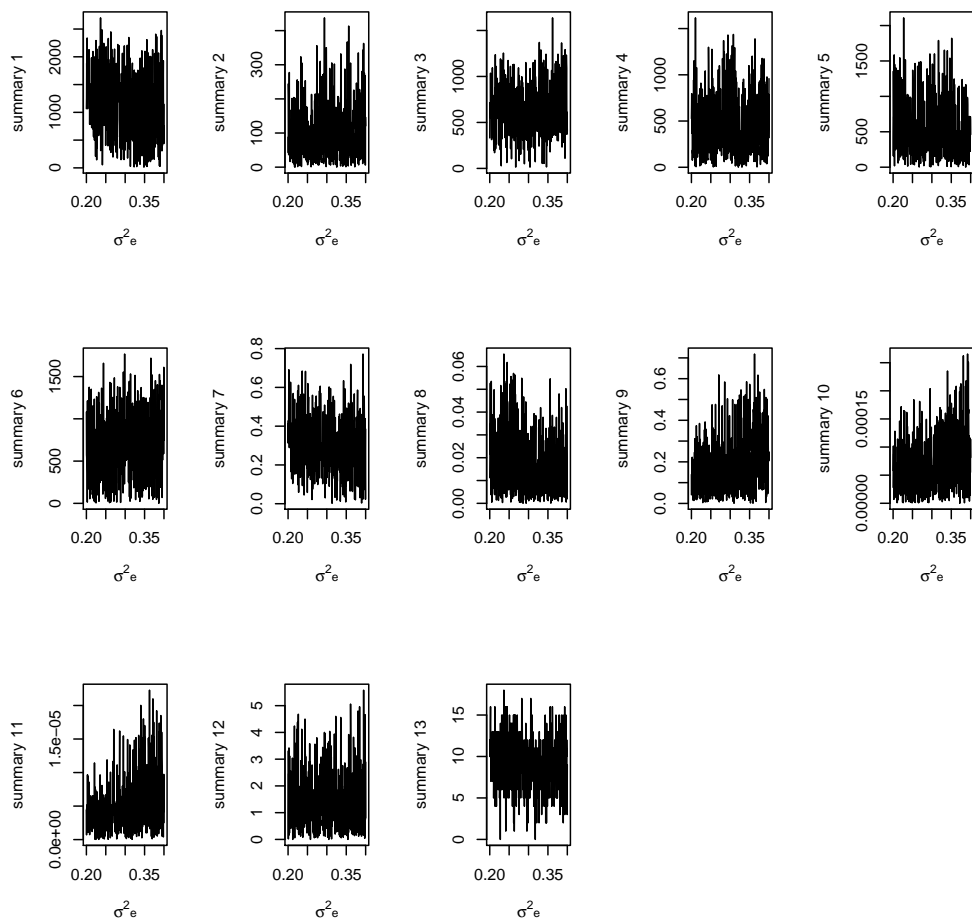 summary 1
0 500 1000 2000
0.20 0.35
σ²e
summary 2
0 100 300
0.20 0.35
σ²e
summary 3
0 500 1000
0.20 0.35
σ²e
summary 4
0 500 1000
0.20 0.35
σ²e
summary 5
0 500 1500
0.20 0.35
σ²e
summary 6
0 500 1500
0.20 0.35
σ²e
summary 7
0.0 0.2 0.4 0.6 0.8
0.20 0.35
σ²e
summary 8
0.00 0.02 0.04 0.06
0.20 0.35
σ²e
summary 9
0.0 0.2 0.4 0.6
0.20 0.35
σ²e
summary 10
0.00000 0.00015
0.20 0.35
σ²e
summary 11
0.0e+00 1.5e-05
0.20 0.35
σ²e
summary 12
0 1 2 3 4 5
0.20 0.35
σ²e
summary 13
0 5 10 15
0.20 0.35
σ²e